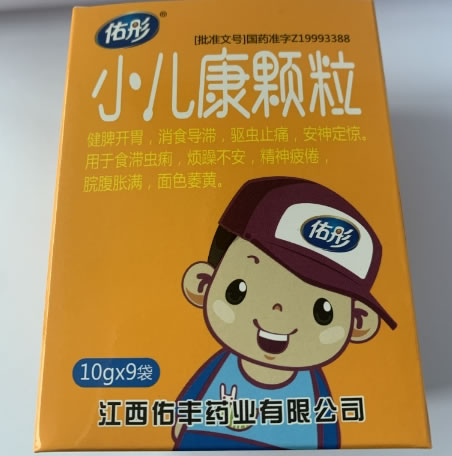 佑彤®
[批准文号]国药准字Z19993388
小儿康颗粒
健脾开胃，消食导滞，驱虫止痛，安神定惊。
用于食滞虫痢，烦躁不安，精神疲倦，
脘腹胀满，面色萎黄。
佑彤
10gx9袋
江西佑丰药业有限公司